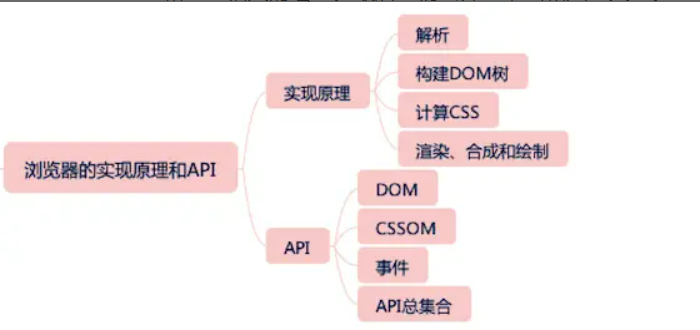 解析
构建DOM树
实现原理
计算CSS
渲染、合成和绘制
浏览器的实现原理和API
DOM
CSSOM
API
事件
API总集合